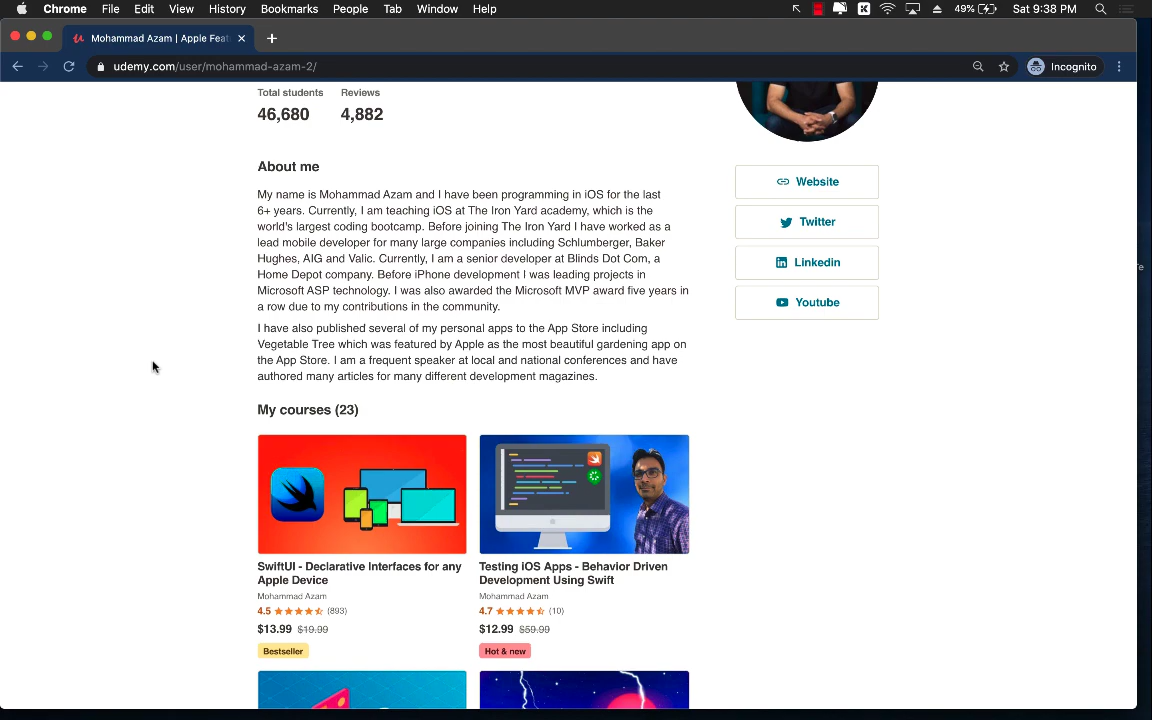 Chrome File Edit View History Bookmarks People Tab Window Help 49% Sat 9:38 PM
Mohammad Azam | Apple Feat
udemy.com/user/mohammad-azam-2/ Incognito
Total students Reviews
46,680 4,882
About me
My name is Mohammad Azam and I have been programming in iOS for the last
6+ years. Currently, I am teaching iOS at The Iron Yard academy, which is the
world's largest coding bootcamp. Before joining The Iron Yard I have worked as a
lead mobile developer for many large companies including Schlumberger, Baker
Hughes, AIG and Valic. Currently, I am a senior developer at Blinds Dot Com, a
Home Depot company. Before iPhone development I was leading projects in
Microsoft ASP technology. I was also awarded the Microsoft MVP award five years in
a row due to my contributions in the community.
I have also published several of my personal apps to the App Store including
Vegetable Tree which was featured by Apple as the most beautiful gardening app on
the App Store. I am a frequent speaker at local and national conferences and have
authored many articles for many different development magazines.
Website
Twitter
Linkedin
Youtube
My courses (23)
SwiftUI - Declarative Interfaces for any
Apple Device
Mohammad Azam
4.5 (893)
$13.99 $19.99
Bestseller
Testing iOS Apps - Behavior Driven
Development Using Swift
Mohammad Azam
4.7 (10)
$12.99 $59.99
Hot & new